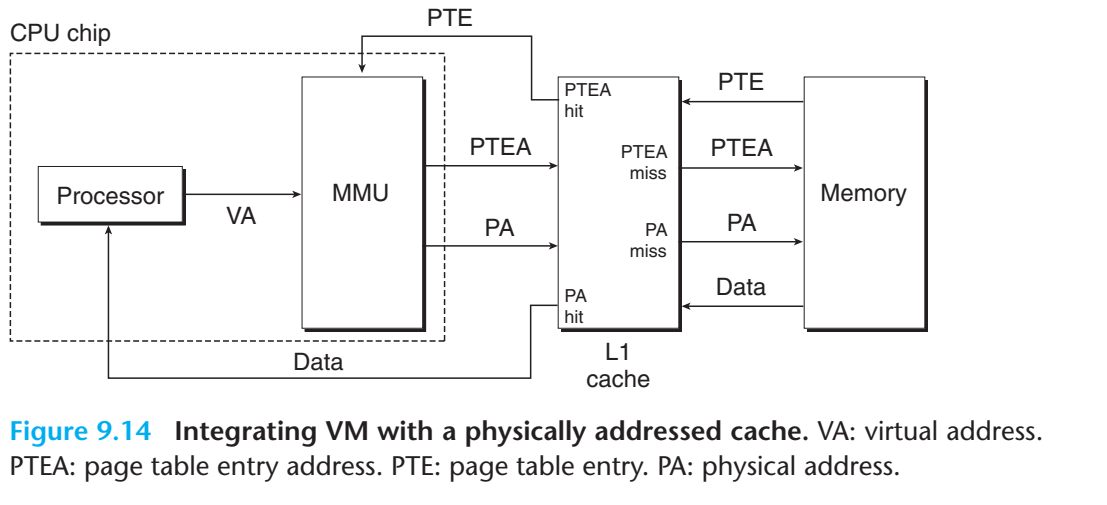 CPU chip
PTE
PTEA
hit
PTE
PTEA
PTEA
miss
PTEA
Processor
VA
MMU
Memory
PA
PA
miss
PA
PA
hit
Data
Data
L1
cache
Figure 9.14 Integrating VM with a physically addressed cache. VA: virtual address.
PTEA: page table entry address. PTE: page table entry. PA: physical address.